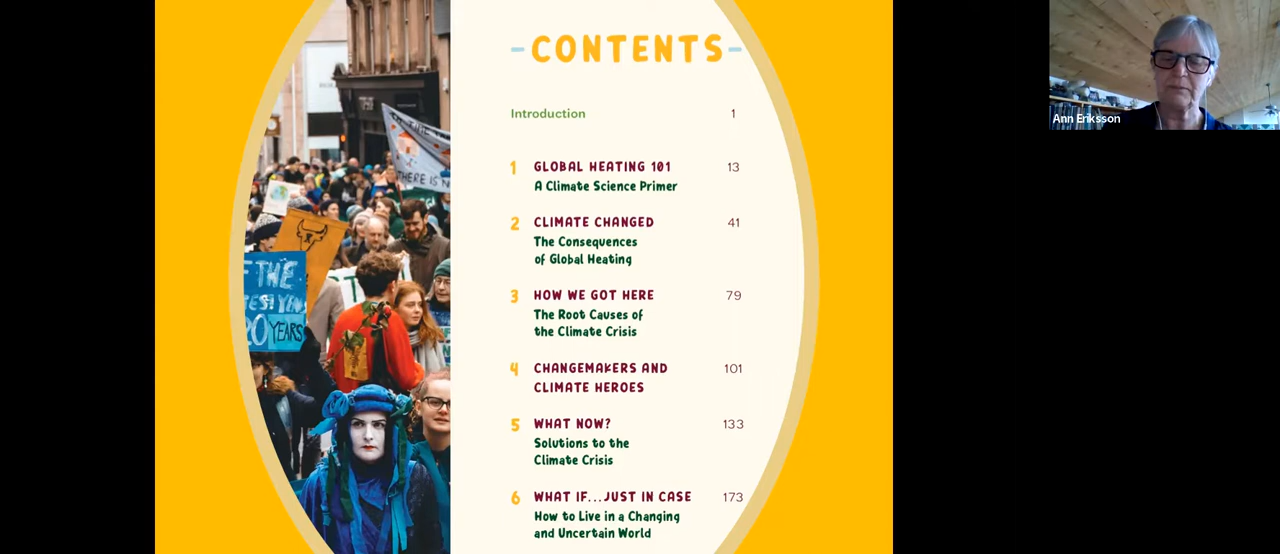 - CONTENTS -
Introduction 1
1 GLOBAL HEATING 101 13
A Climate Science Primer
2 CLIMATE CHANGED 41
The Consequences
of Global Heating
3 HOW WE GOT HERE 79
The Root Causes of
the Climate Crisis
4 CHANGEMAKERS AND 101
CLIMATE HEROES
5 WHAT NOW? 133
Solutions to the
Climate Crisis
6 WHAT IF...JUST IN CASE 173
How to Live in a Changing
and Uncertain World
THERE IS N
F THE
YEARS
Ann Eriksson